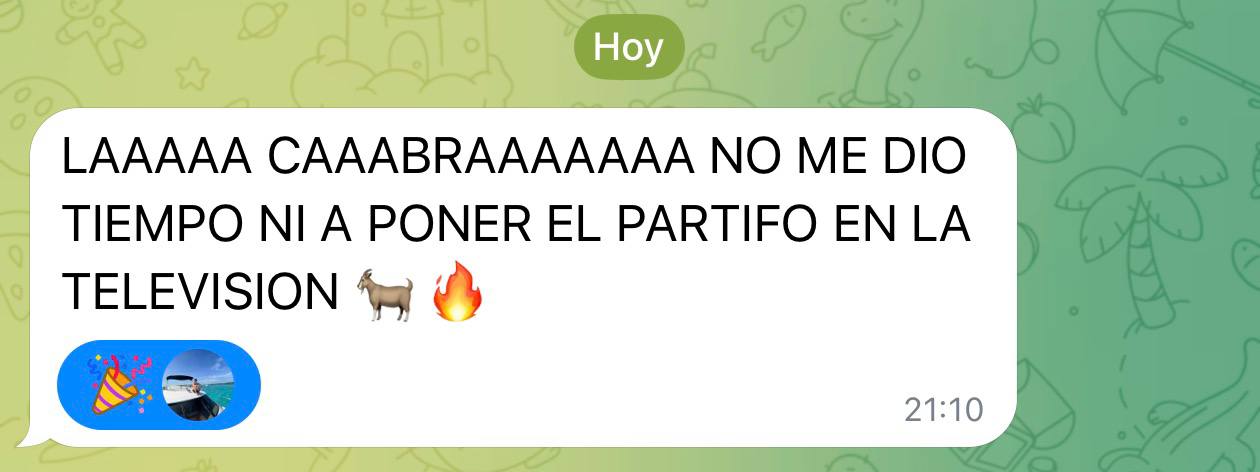 Hoy
LAAAAA CAAABRAAAAAAA NO ME DIO
TIEMPO NI A PONER EL PARTIFO EN LA
TELEVISION 🐐 🔥
21:10